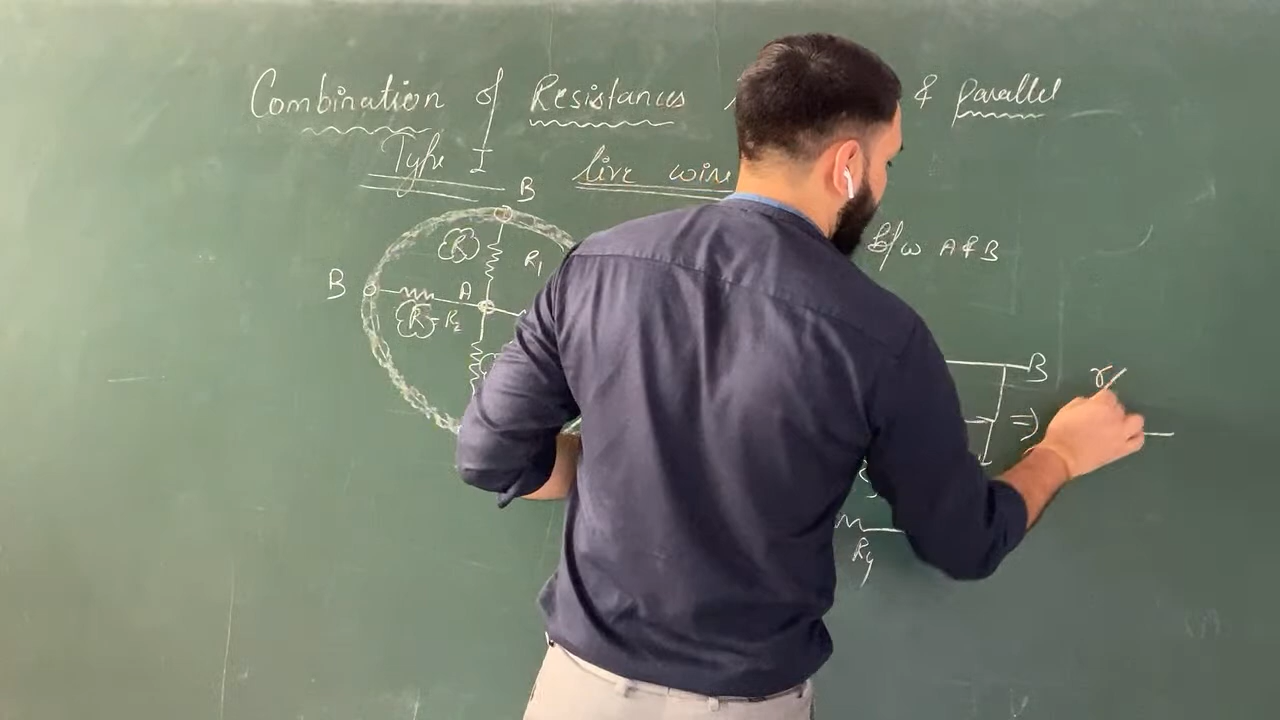 Combination of Resistances & parallel
Type I live wire
B
R R1
b/w A & B
B A
R R2
B
r
=)
R4